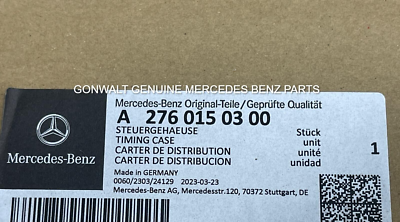 GONWALT GENUINE MERCEDES BENZ PARTS
Mercedes-Benz Original-Teile/Geprüfte Qualität
A 276 015 03 00
STEUERGEHAEUSE Stück
TIMING CASE unit
CARTER DE DISTRIBUTION unité
CARTER DE DISTRIBUCION unidad
1
Made in GERMANY
0060/2303/24129 2023-03-23
Mercedes-Benz AG, Mercedesstr.120, 70372 Stuttgart, DE
Mercedes-Benz